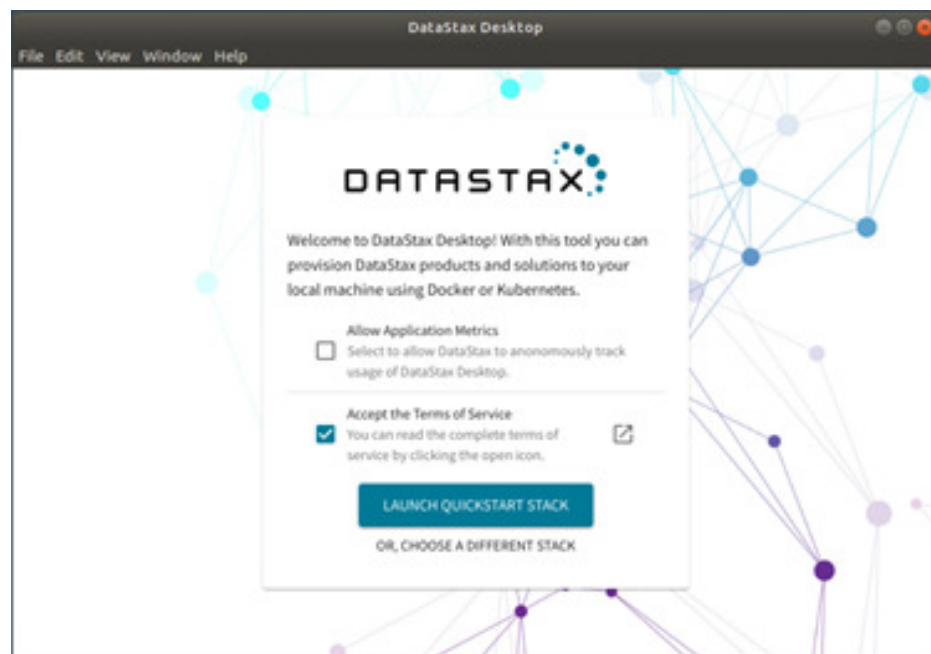 DataStax Desktop
File Edit View Window Help
DATASTAX
Welcome to DataStax Desktop! With this tool you can
provision DataStax products and solutions to your
local machine using Docker or Kubernetes.
Allow Application Metrics
Select to allow DataStax to anonomously track
usage of DataStax Desktop.
Accept the Terms of Service
You can read the complete terms of
service by clicking the open icon.
LAUNCH QUICKSTART STACK
OR, CHOOSE A DIFFERENT STACK